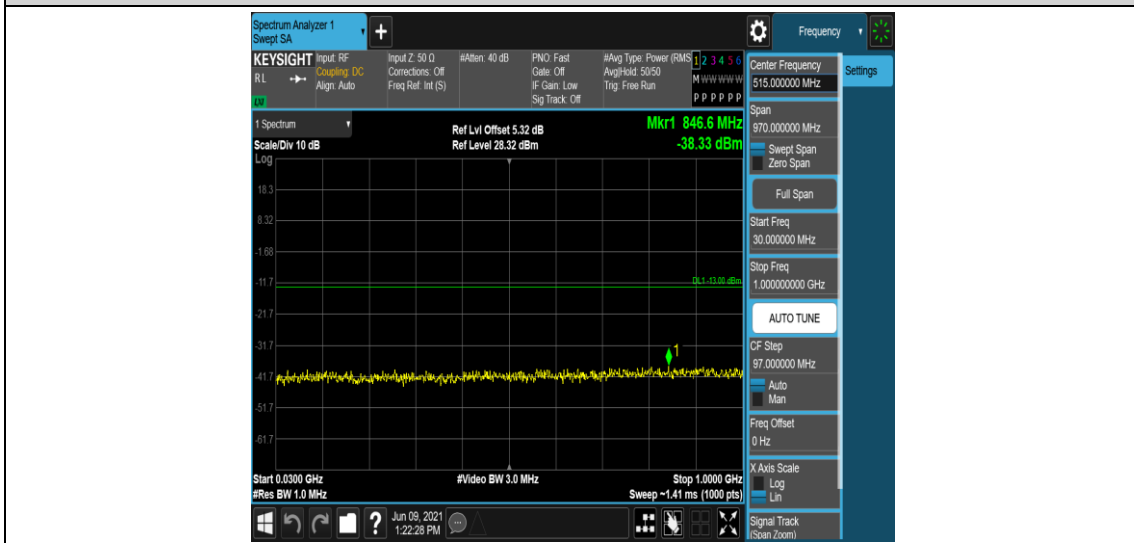 Spectrum Analyzer 1
Swept SA
+
Frequency
KEYSIGHT
RL
LXI
Input: RF
Coupling: DC
Align: Auto
Input Z: 50 Ω
Corrections: Off
Freq Ref: Int (S)
#Atten: 40 dB
PNO: Fast
Gate: Off
IF Gain: Low
Sig Track: Off
#Avg Type: Power (RMS
Avg|Hold: 50/50
Trig: Free Run
1 2 3 4 5 6
M W W W W W
P P P P P P
Center Frequency
515.000000 MHz
Settings
Span
970.000000 MHz
Swept Span
Zero Span
Full Span
Start Freq
30.000000 MHz
Stop Freq
1.000000000 GHz
AUTO TUNE
CF Step
97.000000 MHz
Auto
Man
Freq Offset
0 Hz
X Axis Scale
Log
Lin
Signal Track
(Span Zoom)
1 Spectrum
Scale/Div 10 dB
Ref Lvl Offset 5.32 dB
Ref Level 28.32 dBm
Mkr1 846.6 MHz
-38.33 dBm
Log
18.3
8.32
-1.68
-11.7
DL1 -13.00 dBm
-21.7
-31.7
1
-41.7
-51.7
-61.7
Start 0.0300 GHz
#Video BW 3.0 MHz
Stop 1.0000 GHz
#Res BW 1.0 MHz
Sweep ~1.41 ms (1000 pts)
?
Jun 09, 2021
1:22:28 PM